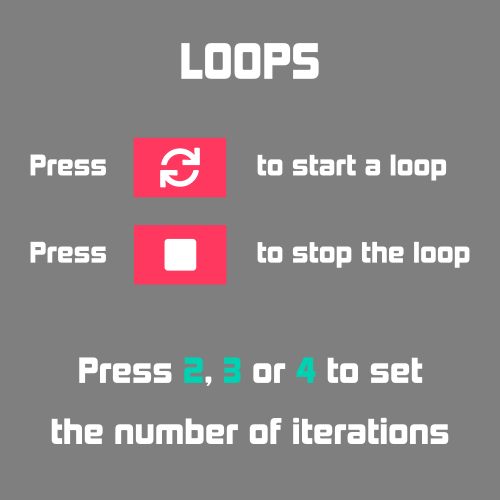 LOOPS
Press to start a loop
Press to stop the loop
Press 2, 3 or 4 to set
the number of iterations